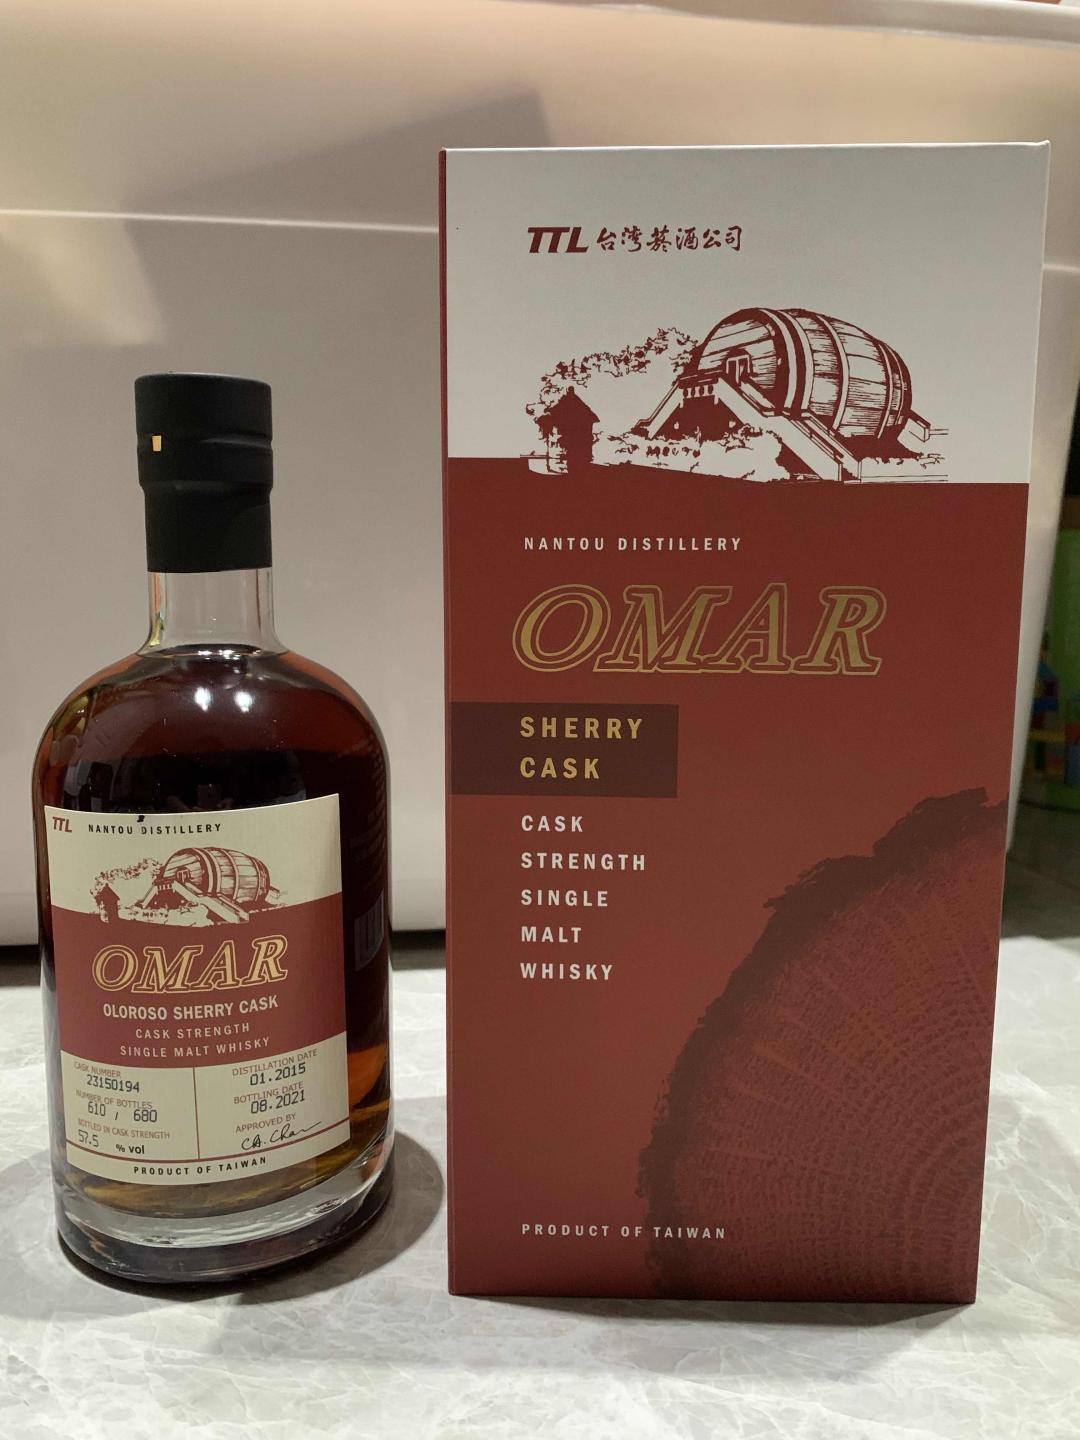 TTL 台湾菸酒公司
NANTOU DISTILLERY
OMAR
SHERRY
CASK
CASK
STRENGTH
SINGLE
MALT
WHISKY
PRODUCT OF TAIWAN
TTL NANTOU DISTILLERY
OMAR
OLOROSO SHERRY CASK
CASK STRENGTH
SINGLE MALT WHISKY
CASK NUMBER
23150194
NUMBER OF BOTTLES
610 / 680
BOTTLED IN CASK STRENGTH
57.5 % vol
DISTILLATION DATE
01.2015
BOTTLING DATE
08.2021
APPROVED BY
PRODUCT OF TAIWAN